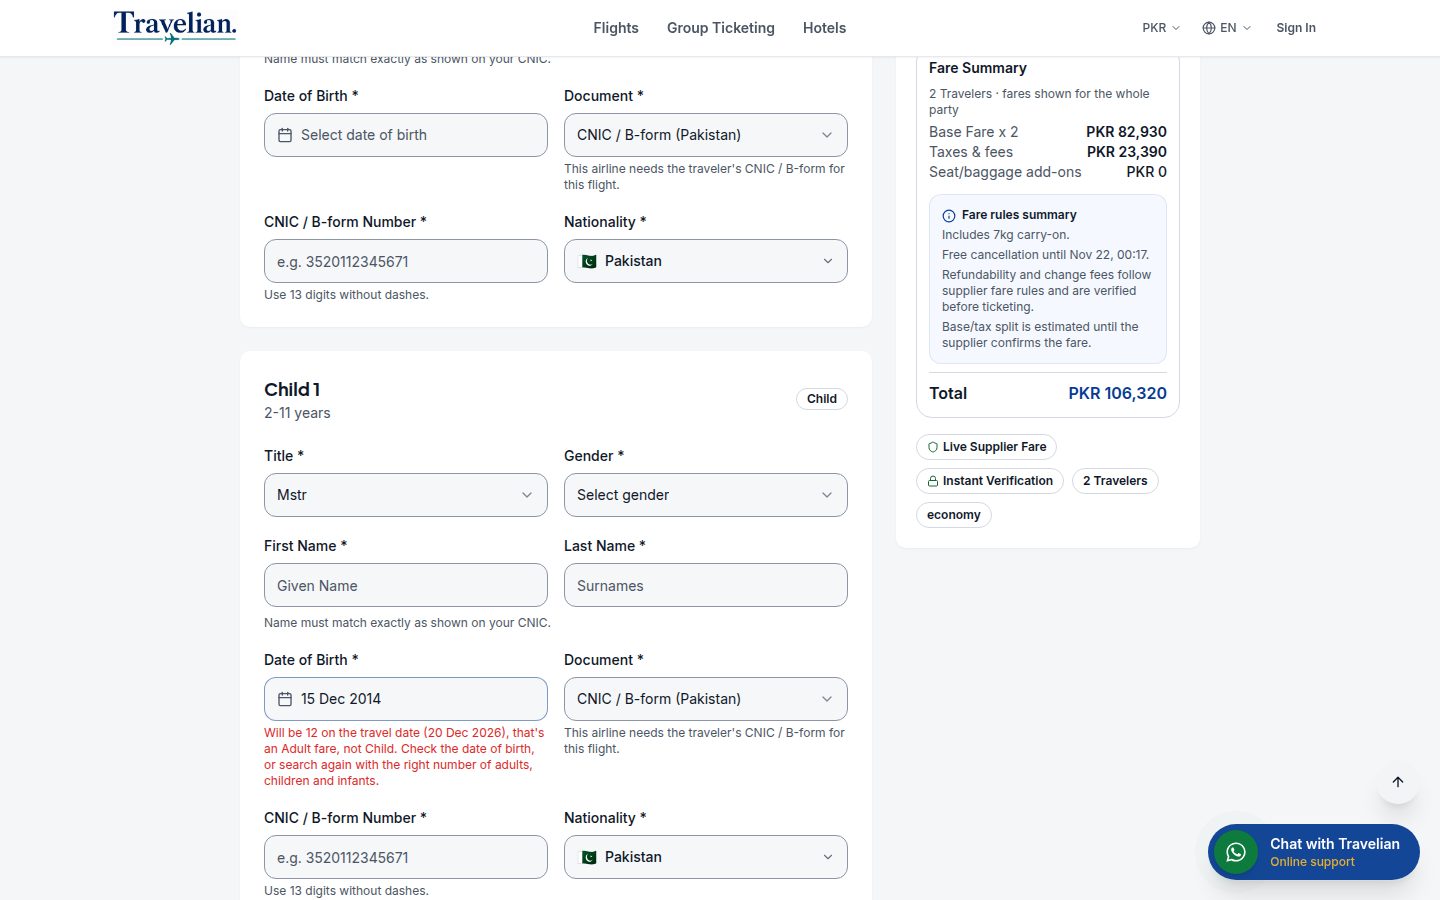 Travelian.
Flights
Group Ticketing
Hotels
PKR
EN
Sign In
Name must match exactly as shown on your CNIC.
Date of Birth *
Document *
Select date of birth
CNIC / B-form (Pakistan)
This airline needs the traveler's CNIC / B-form for
this flight.
CNIC / B-form Number *
Nationality *
e.g. 3520112345671
Pakistan
Use 13 digits without dashes.
Child 1
2-11 years
Child
Title *
Gender *
Mstr
Select gender
First Name *
Last Name *
Given Name
Surnames
Name must match exactly as shown on your CNIC.
Date of Birth *
Document *
15 Dec 2014
CNIC / B-form (Pakistan)
Will be 12 on the travel date (20 Dec 2026), that's
an Adult fare, not Child. Check the date of birth,
or search again with the right number of adults,
children and infants.
This airline needs the traveler's CNIC / B-form for
this flight.
CNIC / B-form Number *
Nationality *
e.g. 3520112345671
Pakistan
Use 13 digits without dashes.
Fare Summary
2 Travelers · fares shown for the whole
party
Base Fare x 2 PKR 82,930
Taxes & fees PKR 23,390
Seat/baggage add-ons PKR 0
Fare rules summary
Includes 7kg carry-on.
Free cancellation until Nov 22, 00:17.
Refundability and change fees follow
supplier fare rules and are verified
before ticketing.
Base/tax split is estimated until the
supplier confirms the fare.
Total PKR 106,320
Live Supplier Fare
Instant Verification
2 Travelers
economy
Chat with Travelian
Online support